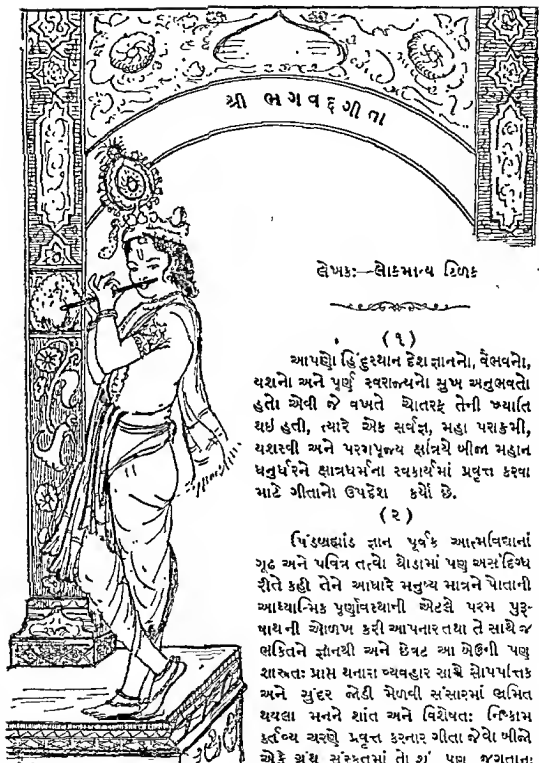 શ્રી ભગવદ્ગીતા
લેખકઃ—લોકમાન્ય ટિળક
(૧)
આપણો હિંદુસ્થાન દેશ જ્ઞાનનો, વૈભવનો,
યશનો અને પૂર્ણ સ્વરાજ્યનો સુખ અનુભવતો
હતો એવી જે વખતે ચોતરફ તેની ખ્યાતિ
થઇ હતી, ત્યારે એક સર્વજ્ઞ, મહા પરાક્રમી,
યશસ્વી અને પરમપૂજ્ય ક્ષત્રિયે બીજા મહાન
ધનુર્ધરને ક્ષાત્રધર્મના સ્વકાર્યમાં પ્રવૃત્ત કરવા
માટે ગીતાનો ઉપદેશ કર્યો છે.
(૨)
પિંડબ્રહ્માંડ જ્ઞાન પૂર્વક આત્મવિદ્યાનાં
ગૂઢ અને પવિત્ર તત્વો થોડામાં પણ અસંદિગ્ધ
રીતે કહી તેને આધારે મનુષ્ય માત્રને પોતાની
આધ્યાત્મિક પૂર્ણાવસ્થાની એટલે પરમ પુરૂ-
ષાર્થની ઓળખ કરી આપનાર તથા તે સાથે જ
ભક્તિને જ્ઞાનથી અને છેવટ આ બેઉની પણ
શાસ્ત્રતઃ પ્રાપ્ત થનારા વ્યવહાર સાથે સોપપત્તિક
અને સુંદર જોડી મેળવી સંસારમાં ભ્રમિત
થયલા મનને શાંત અને વિશેષતઃ નિષ્કામ
કર્તવ્ય ચરણે પ્રવૃત્ત કરનાર ગીતા જેવો બીજો
એકે ગ્રંથ સંસ્કૃતમાં તો શું પણ જગતના